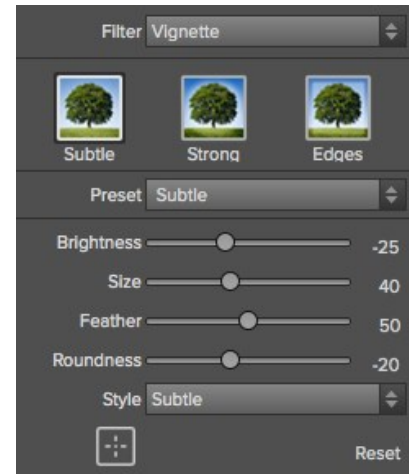 Filter Vignette
Subtle Strong Edges
Preset Subtle
Brightness -25
Size 40
Feather 50
Roundness -20
Style Subtle
Reset